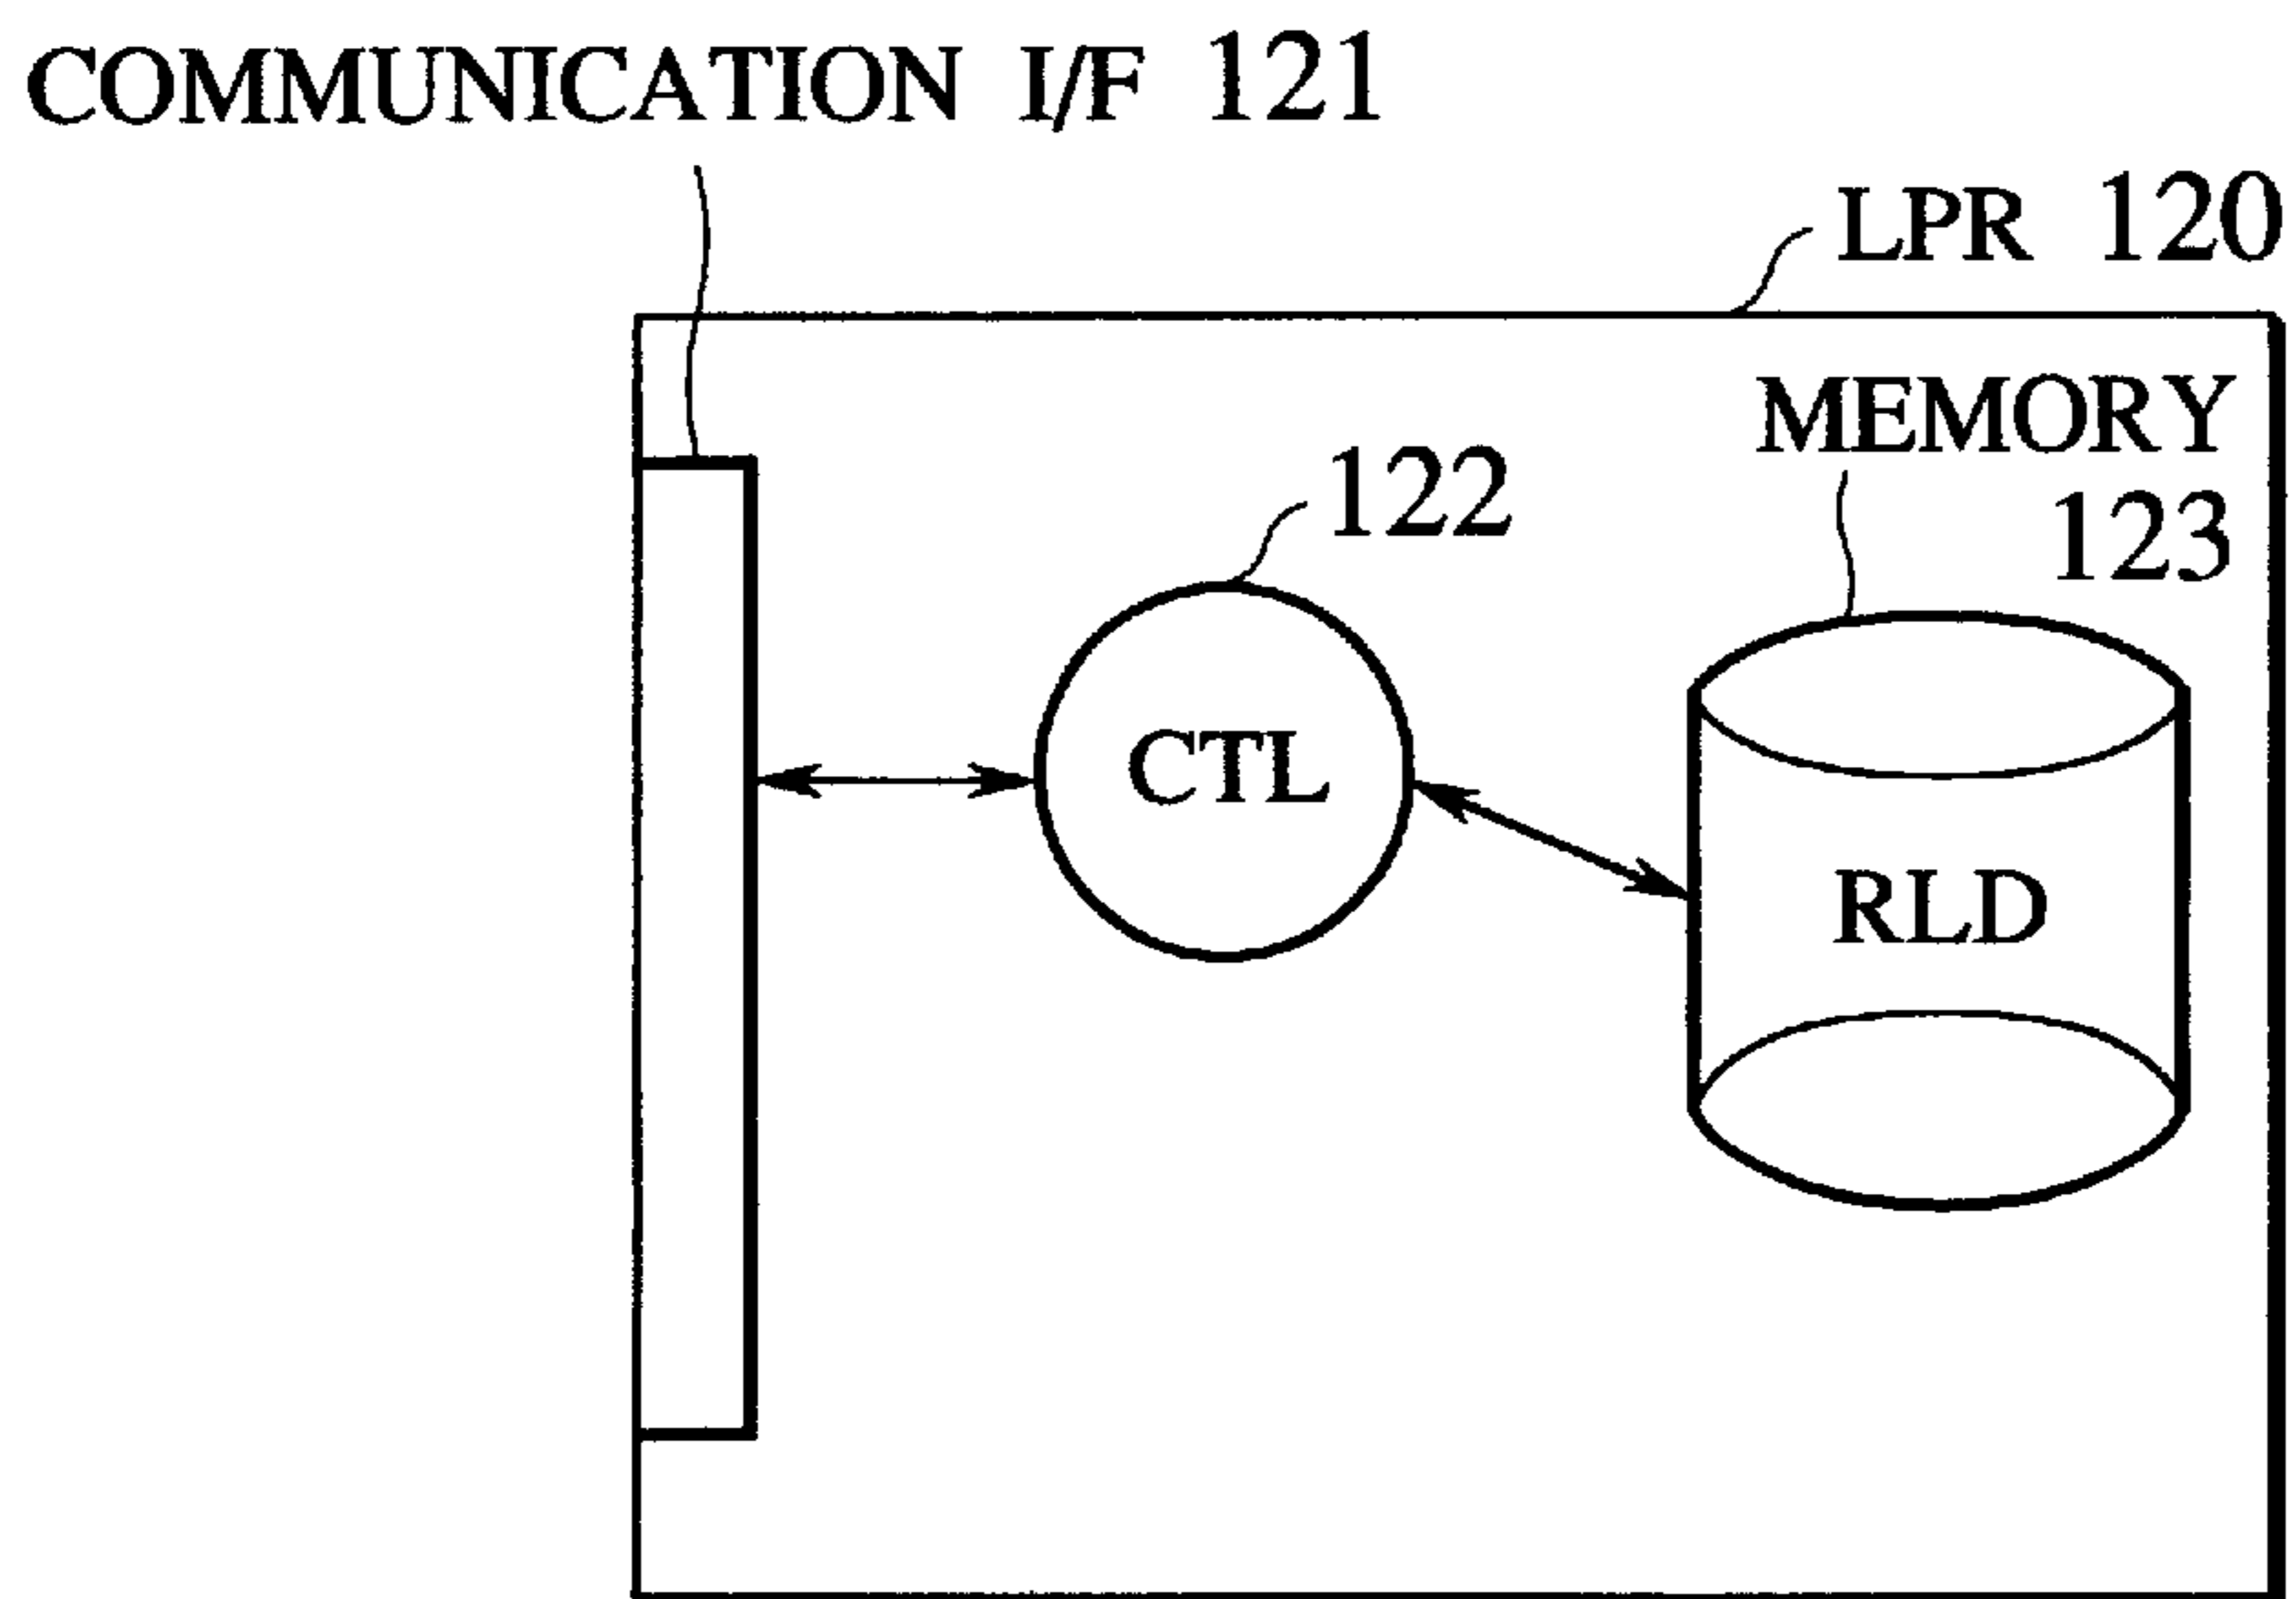 COMMUNICATION I/F 121
LPR 120
MEMORY
123
122
CTL
RLD